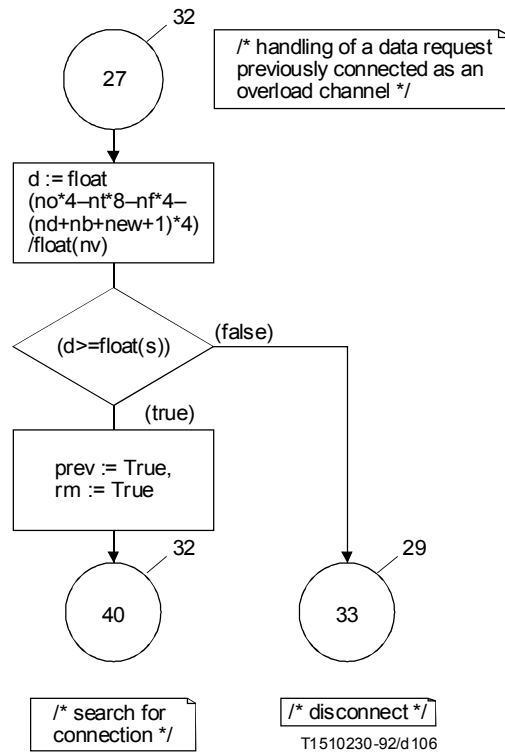 32
27
/* handling of a data request
previously connected as an
overload channel */
d := float
(no*4–nt*8–nf*4–
(nd+nb+new+1)*4)
/float(nv)
(d>=float(s))
(false)
(true)
prev := True,
rm := True
32
40
29
33
/* search for
connection */
/* disconnect */
T1510230-92/d106